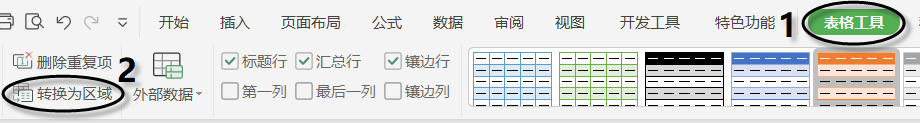 开始 插入 页面布局 公式 数据 审阅 视图 开发工具 特色功能 1 表格工具
删除重复项 2 标题行 汇总行 镶边行
转换为区域 外部数据 第一列 最后一列 镶边列